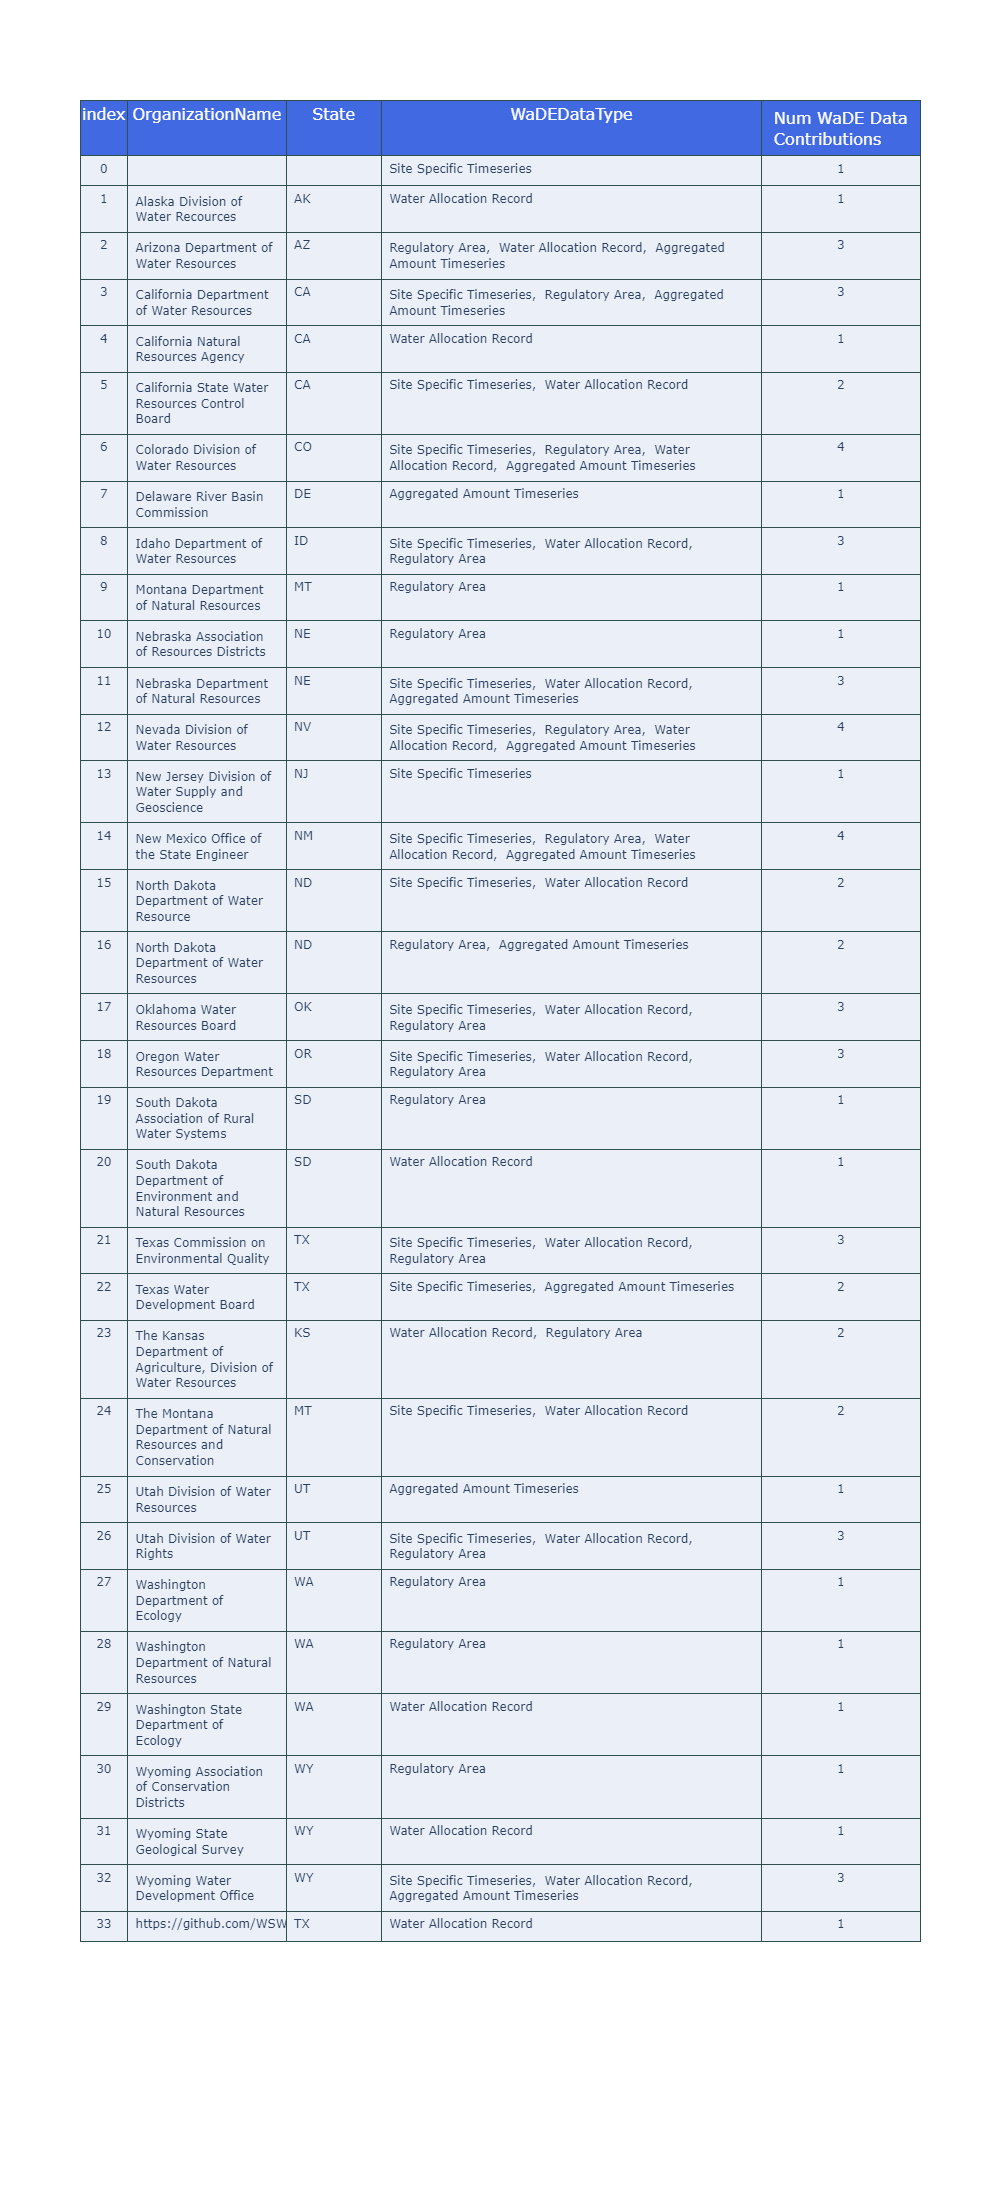 index OrganizationName State WaDEDataType Num WaDE Data
Contributions
0 Site Specific Timeseries 1
1 Alaska Division of AK Water Allocation Record 1
Water Recources
2 Arizona Department of AZ Regulatory Area, Water Allocation Record, Aggregated 3
Water Resources Amount Timeseries
3 California Department CA Site Specific Timeseries, Regulatory Area, Aggregated 3
of Water Resources Amount Timeseries
4 California Natural CA Water Allocation Record 1
Resources Agency
5 California State Water CA Site Specific Timeseries, Water Allocation Record 2
Resources Control
Board
6 Colorado Division of CO Site Specific Timeseries, Regulatory Area, Water 4
Water Resources Allocation Record, Aggregated Amount Timeseries
7 Delaware River Basin DE Aggregated Amount Timeseries 1
Commission
8 Idaho Department of ID Site Specific Timeseries, Water Allocation Record, 3
Water Resources Regulatory Area
9 Montana Department MT Regulatory Area 1
of Natural Resources
10 Nebraska Association NE Regulatory Area 1
of Resources Districts
11 Nebraska Department NE Site Specific Timeseries, Water Allocation Record, 3
of Natural Resources Aggregated Amount Timeseries
12 Nevada Division of NV Site Specific Timeseries, Regulatory Area, Water 4
Water Resources Allocation Record, Aggregated Amount Timeseries
13 New Jersey Division of NJ Site Specific Timeseries 1
Water Supply and
Geoscience
14 New Mexico Office of NM Site Specific Timeseries, Regulatory Area, Water 4
the State Engineer Allocation Record, Aggregated Amount Timeseries
15 North Dakota ND Site Specific Timeseries, Water Allocation Record 2
Department of Water
Resource
16 North Dakota ND Regulatory Area, Aggregated Amount Timeseries 2
Department of Water
Resources
17 Oklahoma Water OK Site Specific Timeseries, Water Allocation Record, 3
Resources Board Regulatory Area
18 Oregon Water OR Site Specific Timeseries, Water Allocation Record, 3
Resources Department Regulatory Area
19 South Dakota SD Regulatory Area 1
Association of Rural
Water Systems
20 South Dakota SD Water Allocation Record 1
Department of
Environment and
Natural Resources
21 Texas Commission on TX Site Specific Timeseries, Water Allocation Record, 3
Environmental Quality Regulatory Area
22 Texas Water TX Site Specific Timeseries, Aggregated Amount Timeseries 2
Development Board
23 The Kansas KS Water Allocation Record, Regulatory Area 2
Department of
Agriculture, Division of
Water Resources
24 The Montana MT Site Specific Timeseries, Water Allocation Record 2
Department of Natural
Resources and
Conservation
25 Utah Division of Water UT Aggregated Amount Timeseries 1
Resources
26 Utah Division of Water UT Site Specific Timeseries, Water Allocation Record, 3
Rights Regulatory Area
27 Washington WA Regulatory Area 1
Department of
Ecology
28 Washington WA Regulatory Area 1
Department of Natural
Resources
29 Washington State WA Water Allocation Record 1
Department of
Ecology
30 Wyoming Association WY Regulatory Area 1
of Conservation
Districts
31 Wyoming State WY Water Allocation Record 1
Geological Survey
32 Wyoming Water WY Site Specific Timeseries, Water Allocation Record, 3
Development Office Aggregated Amount Timeseries
33 https://github.com/WSW TX Water Allocation Record 1